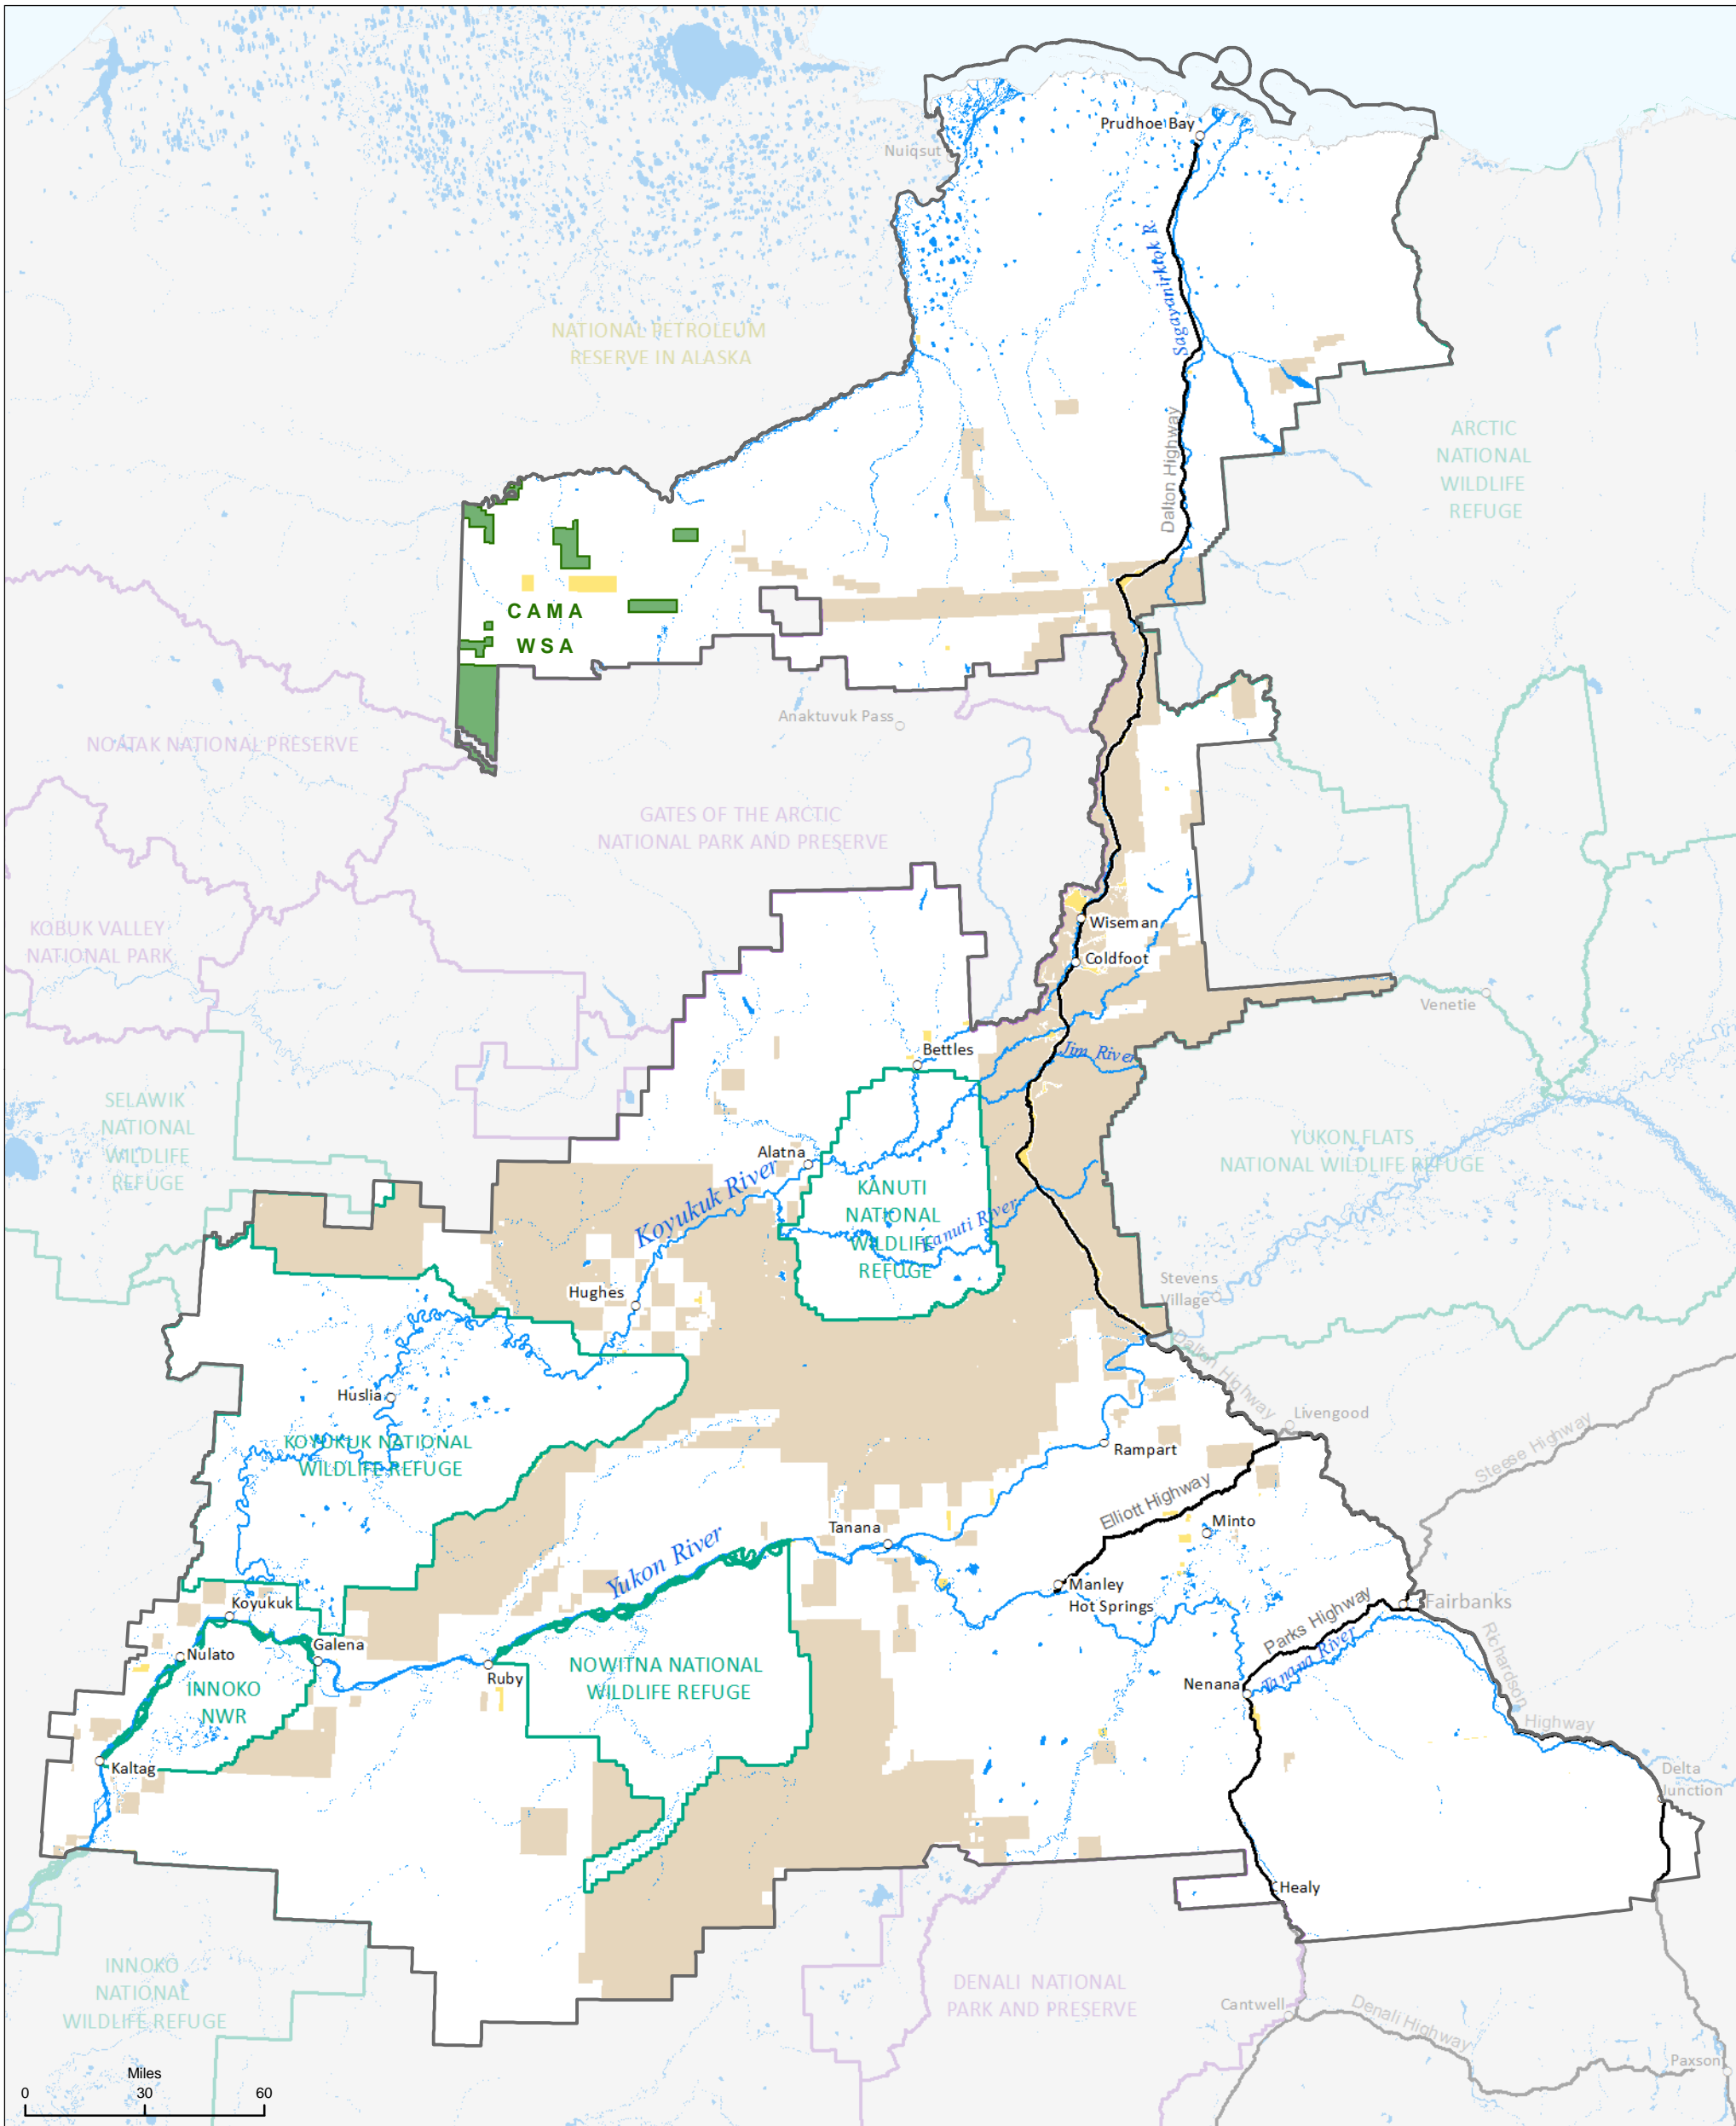 Prudhoe Bay
Nuiqsut
Sagavanirktok R.
NATIONAL PETROLEUM
RESERVE IN ALASKA
Dalton Highway
ARCTIC
NATIONAL
WILDLIFE
REFUGE
CAMA
WSA
Anaktuvuk Pass
NOATAK NATIONAL PRESERVE
GATES OF THE ARCTIC
NATIONAL PARK AND PRESERVE
KOBUK VALLEY
NATIONAL PARK
Wiseman
Coldfoot
Venetie
Bettles
Jim River
SELAWIK
NATIONAL
WILDLIFE
REFUGE
YUKON FLATS
NATIONAL WILDLIFE REFUGE
Alatna
Koyukuk River
KANUTI
NATIONAL
WILDLIFE
REFUGE
Kanuti River
Stevens
Village
Hughes
Dalton Highway
Huslia
Livengood
KOYUKUK NATIONAL
WILDLIFE REFUGE
Rampart
Steese Highway
Elliott Highway
Minto
Tanana
Yukon River
Manley
Hot Springs
Koyukuk
Fairbanks
Parks Highway
Tanana River
Richardson
Highway
Nulato
Galena
Ruby
NOWITNA NATIONAL
WILDLIFE REFUGE
Nenana
INNOKO
NWR
Kaltag
Delta
Junction
Healy
INNOKO
NATIONAL
WILDLIFE REFUGE
DENALI NATIONAL
PARK AND PRESERVE
Cantwell
Denali Highway
Paxson
Miles
0 30 60